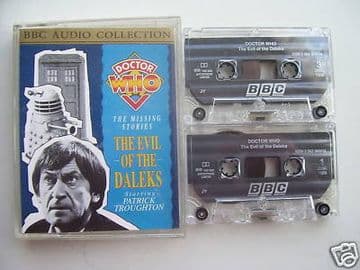 BBC AUDIO COLLECTION
DOCTOR
WHO
THE MISSING
STORIES
THE EVIL
OF THE
DALEKS
Starring
PATRICK
TROUGHTON
DOCTOR WHO
The Evil of the Daleks
BBC
DOCTOR WHO
The Evil of the Daleks
BBC